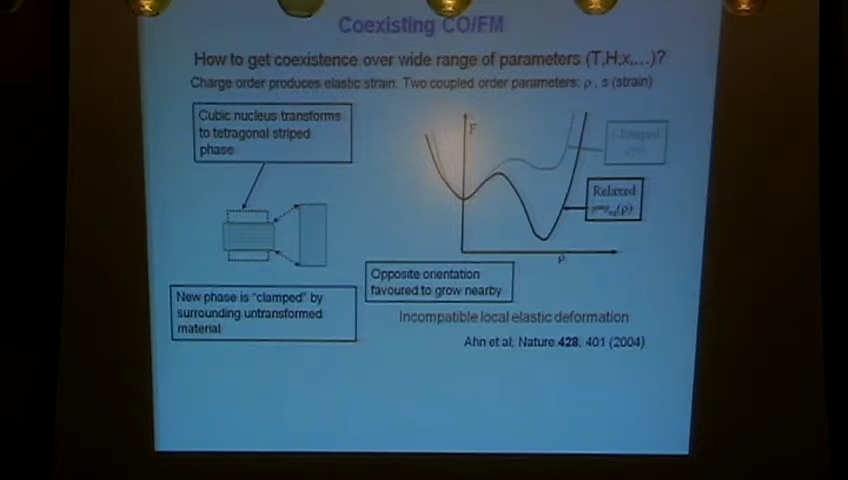 Coexisting CO/FM
How to get coexistence over wide range of parameters (T,H,x,...)?
Charge order produces elastic strain. Two coupled order parameters: ρ , s (strain)
Cubic nucleus transforms
to tetragonal striped
phase
F
Clamped
Relaxed
ρ
Opposite orientation
favoured to grow nearby
New phase is "clamped" by
surrounding untransformed
material
Incompatible local elastic deformation
Ahn et al, Nature 428, 401 (2004)